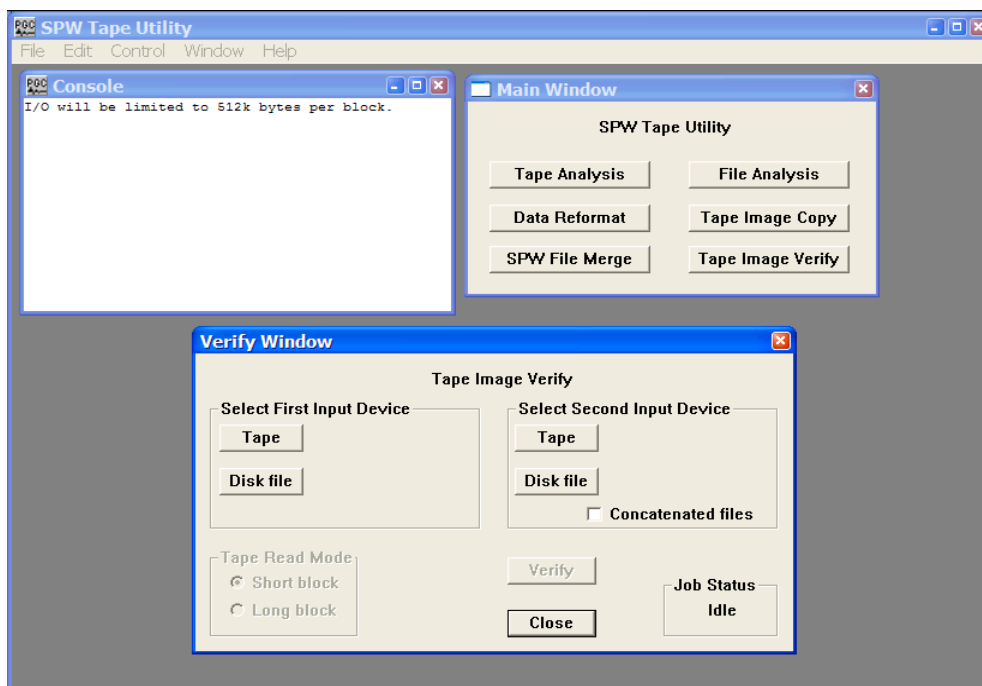 PGC SPW Tape Utility
File Edit Control Window Help
PGC Console
I/O will be limited to 512k bytes per block.
Main Window
SPW Tape Utility
Tape Analysis File Analysis
Data Reformat Tape Image Copy
SPW File Merge Tape Image Verify
Verify Window
Tape Image Verify
Select First Input Device
Tape
Disk file
Select Second Input Device
Tape
Disk file
Concatenated files
Tape Read Mode
Short block
Long block
Verify
Close
Job Status
Idle